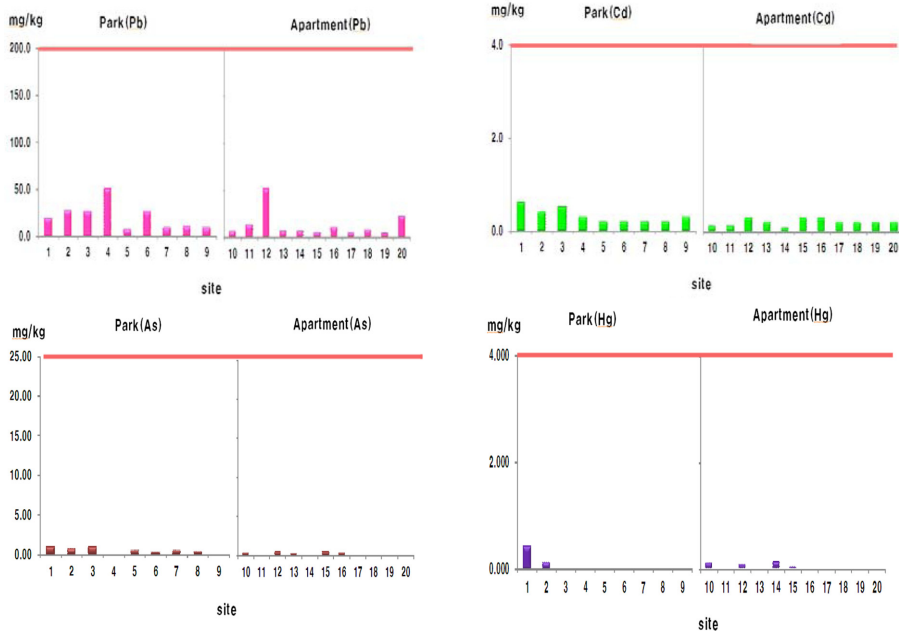 mg/kg Park(Pb) Apartment(Pb)
200.0
150.0
100.0
50.0
0.0
1 2 3 4 5 6 7 8 9 10 11 12 13 14 15 16 17 18 19 20
site
mg/kg Park(Cd) Apartment(Cd)
4.0
2.0
0.0
1 2 3 4 5 6 7 8 9 10 11 12 13 14 15 16 17 18 19 20
site
mg/kg Park(As) Apartment(As)
25.00
20.00
15.00
10.00
5.00
0.00
1 2 3 4 5 6 7 8 9 10 11 12 13 14 15 16 17 18 19 20
site
mg/kg Park(Hg) Apartment(Hg)
4.000
2.000
0.000
1 2 3 4 5 6 7 8 9 10 11 12 13 14 15 16 17 18 19 20
site